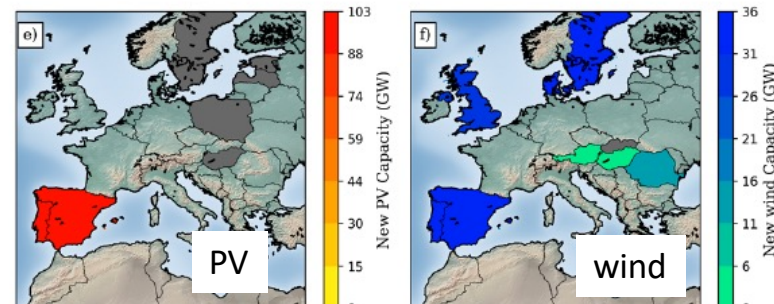 e)
103
88
74
59
44
30
15
New PV Capacity (GW)
PV
f)
36
31
26
21
16
11
6
New wind Capacity (GW)
wind